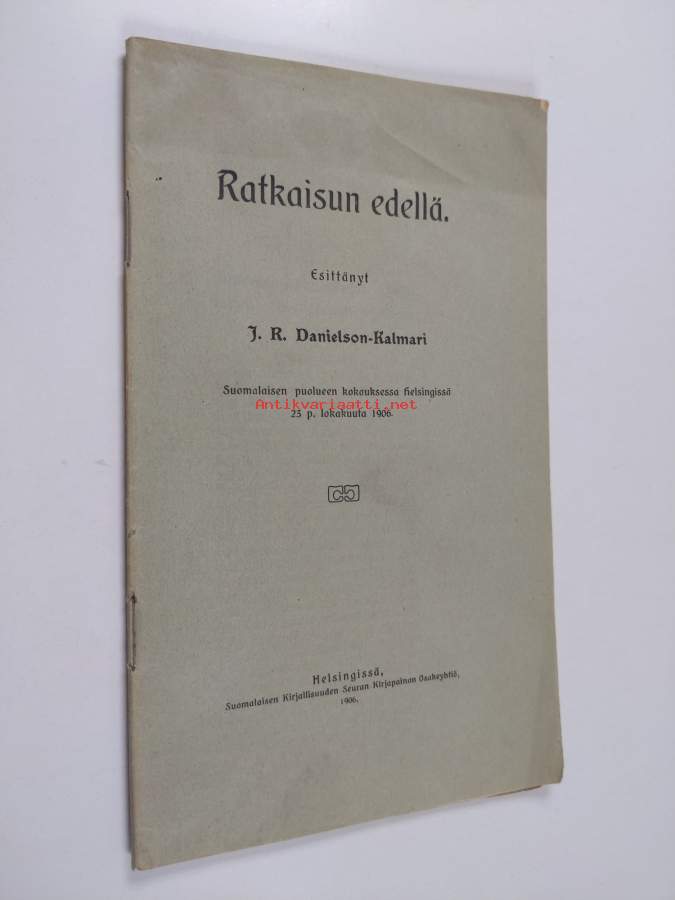 Ratkaisun edellä.
Esittänyt
J. R. Danielson-Kalmari
Suomalaisen puolueen kokouksessa Helsingissä
Antikvariaatti.net
23 p. lokakuuta 1906.
Helsingissä,
Suomalaisen Kirjallisuuden Seuran Kirjapainon Osakeyhtiö,
1906.